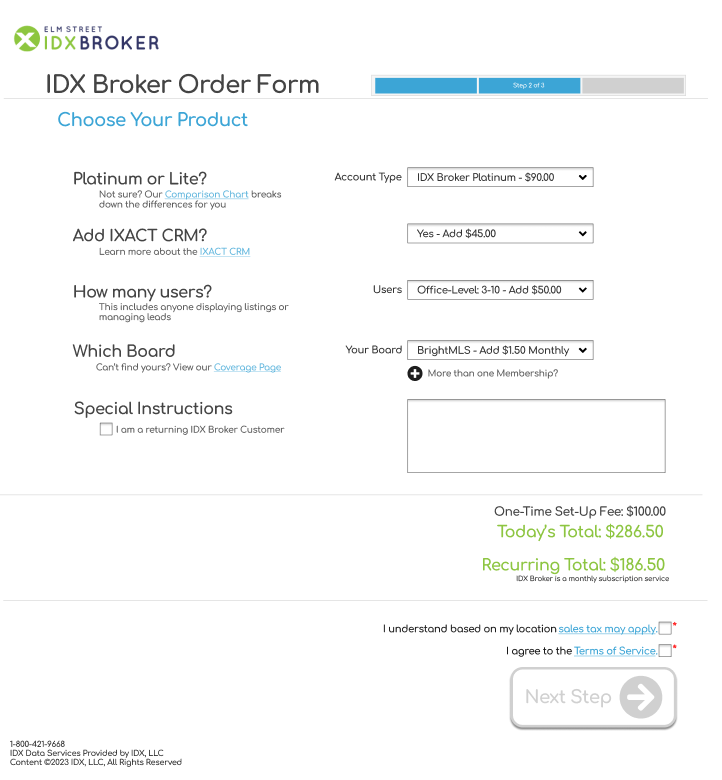 ELM STREET
IDXBROKER
IDX Broker Order Form
Step 2 of 3
Choose Your Product
Platinum or Lite?
Not sure? Our Comparison Chart breaks
down the differences for you
Account Type
IDX Broker Platinum - $90.00
Add IXACT CRM?
Learn more about the IXACT CRM
Yes - Add $45.00
How many users?
This includes anyone displaying listings or
managing leads
Users
Office-Level: 3-10 - Add $50.00
Which Board
Can't find yours? View our Coverage Page
Your Board
BrightMLS - Add $1.50 Monthly
More than one Membership?
Special Instructions
I am a returning IDX Broker Customer
One-Time Set-Up Fee: $100.00
Today's Total: $286.50
Recurring Total: $186.50
IDX Broker is a monthly subscription service
I understand based on my location sales tax may apply.*
I agree to the Terms of Service.*
Next Step
1-800-421-9668
IDX Data Services Provided by IDX, LLC
Content ©2023 IDX, LLC, All Rights Reserved